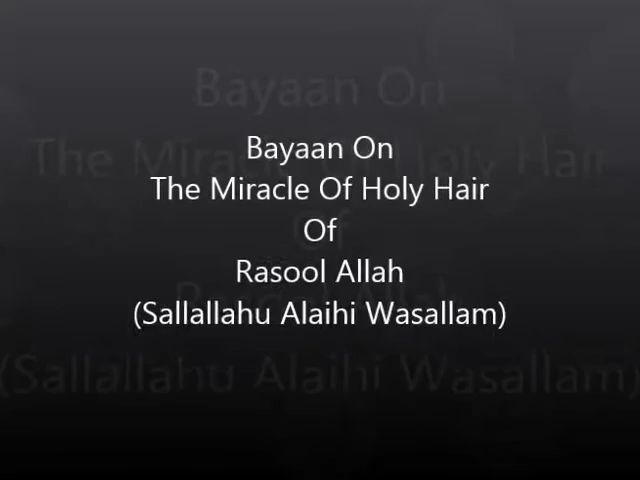 Bayaan On
The Miracle Of Holy Hair
Of
Rasool Allah
(Sallallahu Alaihi Wasallam)